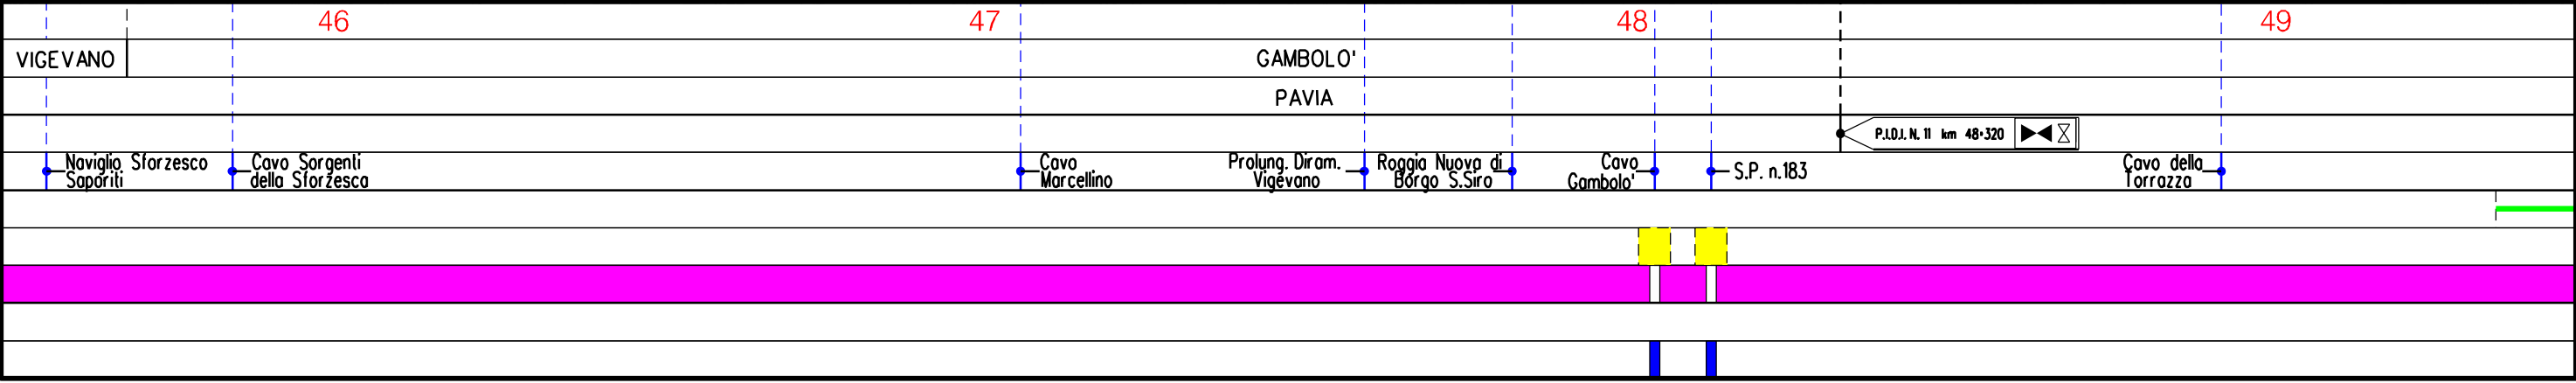 46 47 48 49
VIGEVANO GAMBOLO'
PAVIA
P.I.D.I. N. 11 km 48+320
Naviglio Sforzesco
Saporiti
Cavo Sorgenti
della Sforzesca
Cavo
Marcellino
Prolung. Diram.
Vigevano
Roggia Nuova di
Borgo S.Siro
Cavo
Gambolo'
S.P. n.183
Cavo della
Torrazza